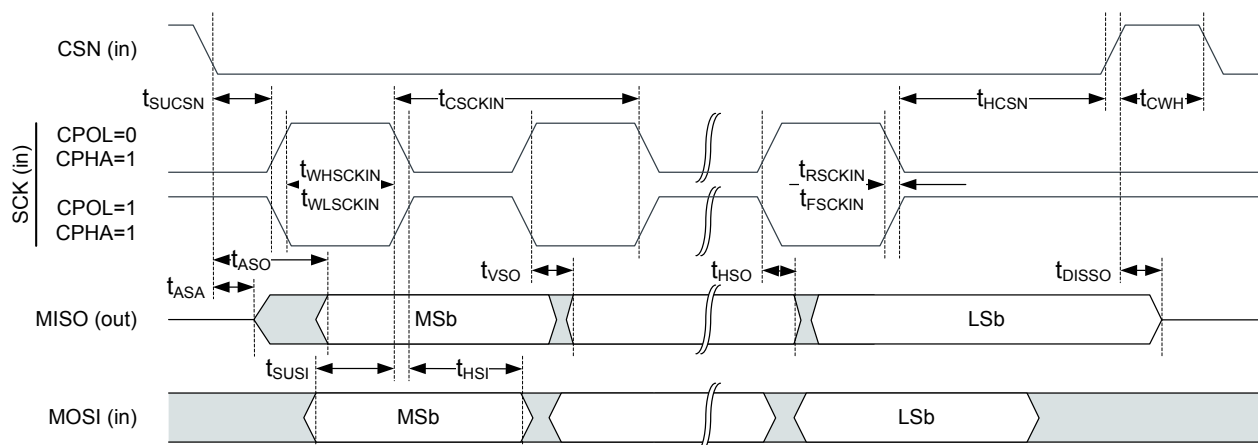 CSN (in)
tSUCSN
tCSCKIN
tHCSN
tCWH
SCK (in)
CPOL=0
CPHA=1
tWHSCKIN
tWLSCKIN
tRSCKIN
tFSCKIN
CPOL=1
CPHA=1
tASO
tASA
tVSO
tHSO
tDISSO
MISO (out)
MSb
LSb
tSUSI
tHSI
MOSI (in)
MSb
LSb